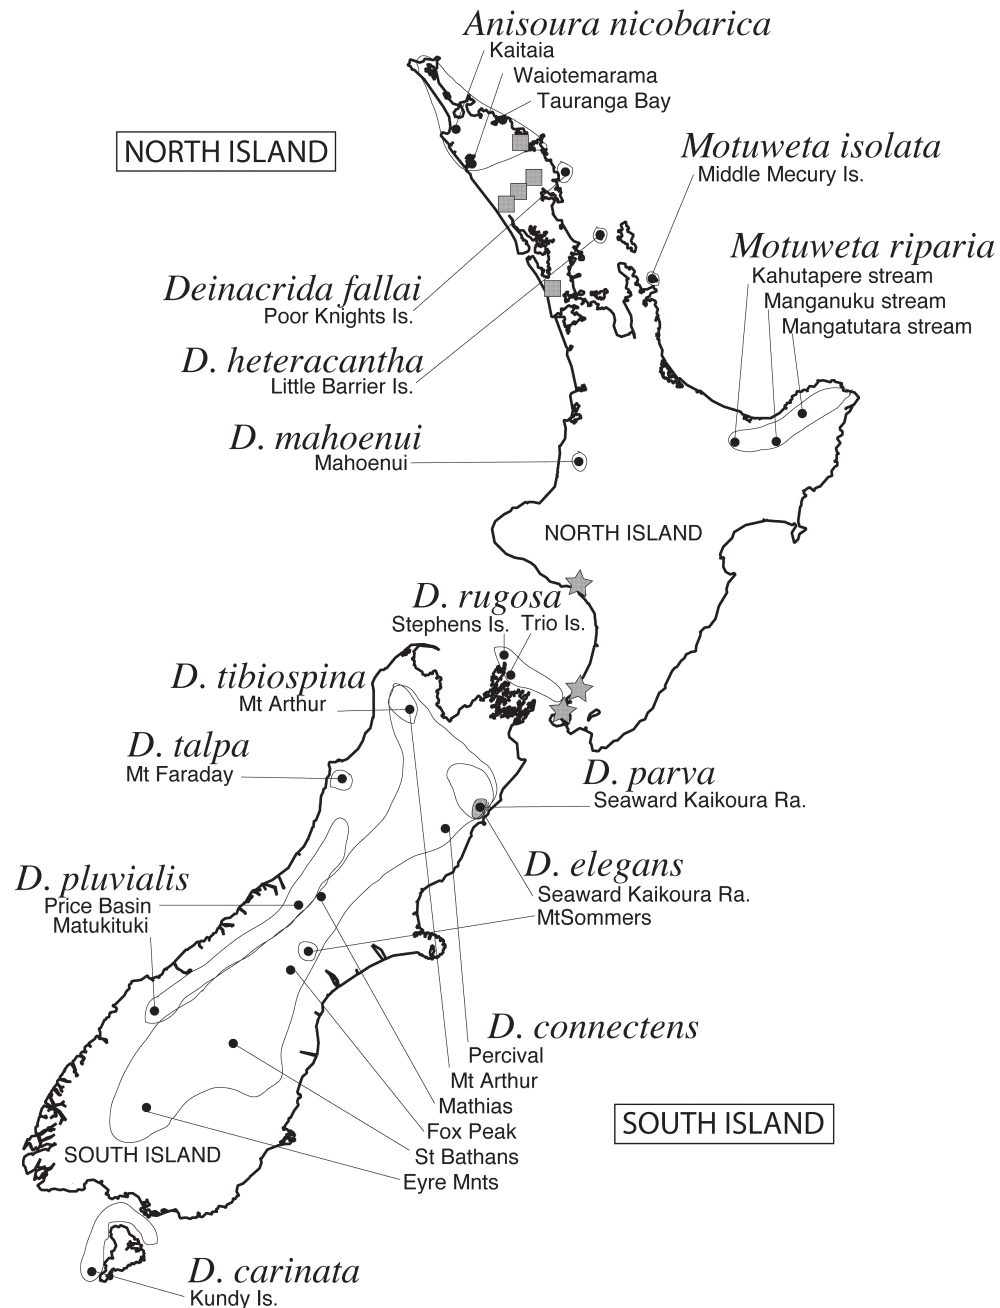 Anisoura nicobarica
Kaitaia
Waiotemarama
Tauranga Bay
NORTH ISLAND
Motuweta isolata
Middle Mecury Is.
Motuweta riparia
Kahutapere stream
Manganuku stream
Mangatutara stream
Deinacrida fallai
Poor Knights Is.
D. heteracantha
Little Barrier Is.
D. mahoenui
Mahoenui
NORTH ISLAND
D. rugosa
Stephens Is. Trio Is.
D. tibiospina
Mt Arthur
D. talpa
Mt Faraday
D. parva
Seaward Kaikoura Ra.
D. elegans
Seaward Kaikoura Ra.
MtSommers
D. pluvialis
Price Basin
Matukituki
D. connectens
Percival
Mt Arthur
Mathias
Fox Peak
St Bathans
Eyre Mnts
SOUTH ISLAND
SOUTH ISLAND
D. carinata
Kundy Is.